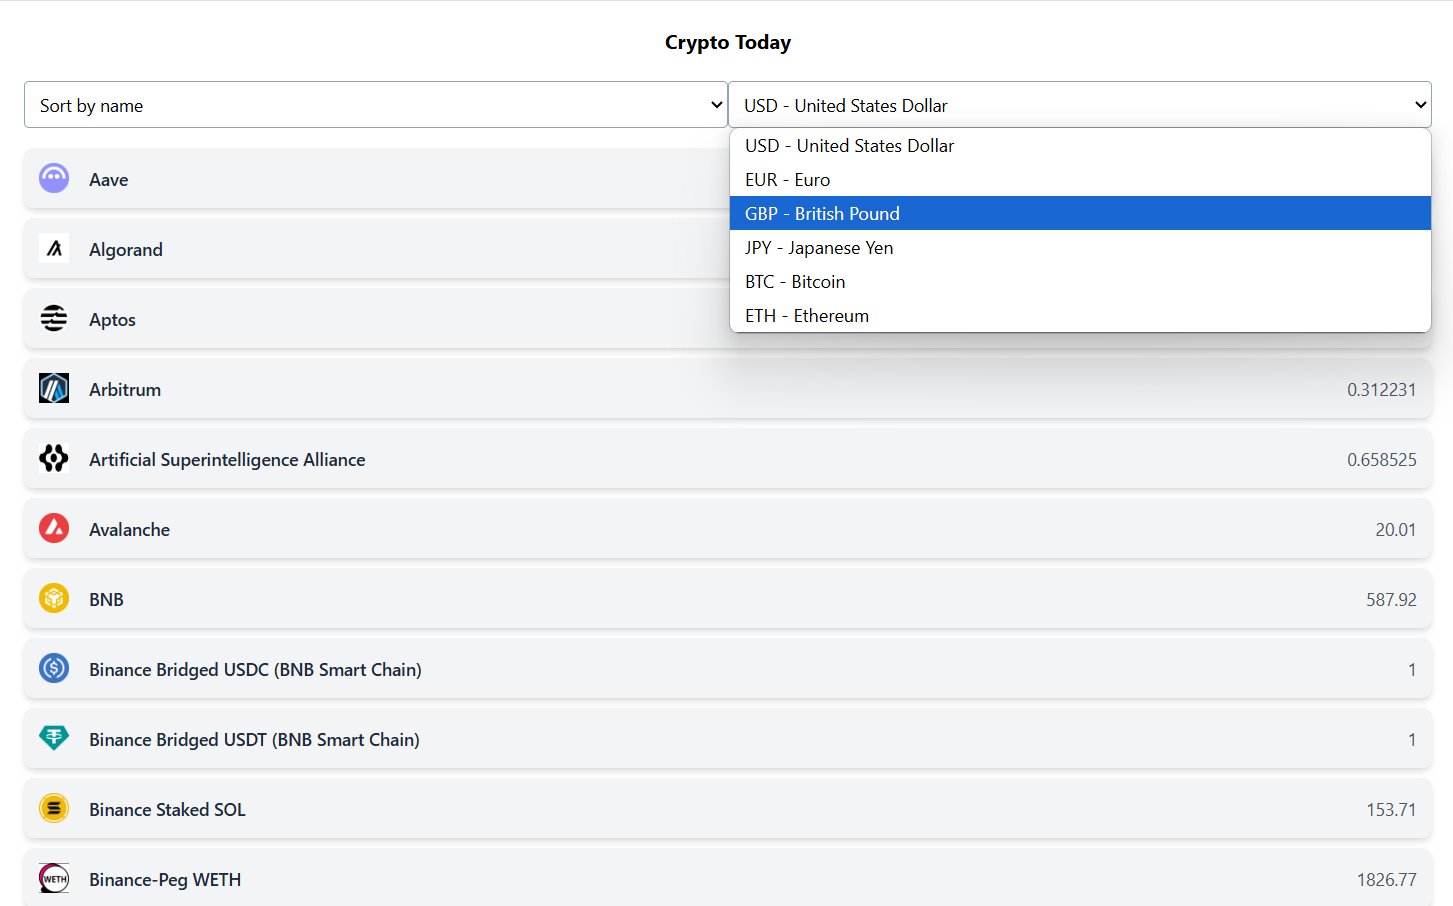 Crypto Today
Sort by name
USD - United States Dollar
USD - United States Dollar
EUR - Euro
GBP - British Pound
JPY - Japanese Yen
BTC - Bitcoin
ETH - Ethereum
Aave
Algorand
Aptos
Arbitrum 0.312231
Artificial Superintelligence Alliance 0.658525
Avalanche 20.01
BNB 587.92
Binance Bridged USDC (BNB Smart Chain) 1
Binance Bridged USDT (BNB Smart Chain) 1
Binance Staked SOL 153.71
WETH
Binance-Peg WETH 1826.77